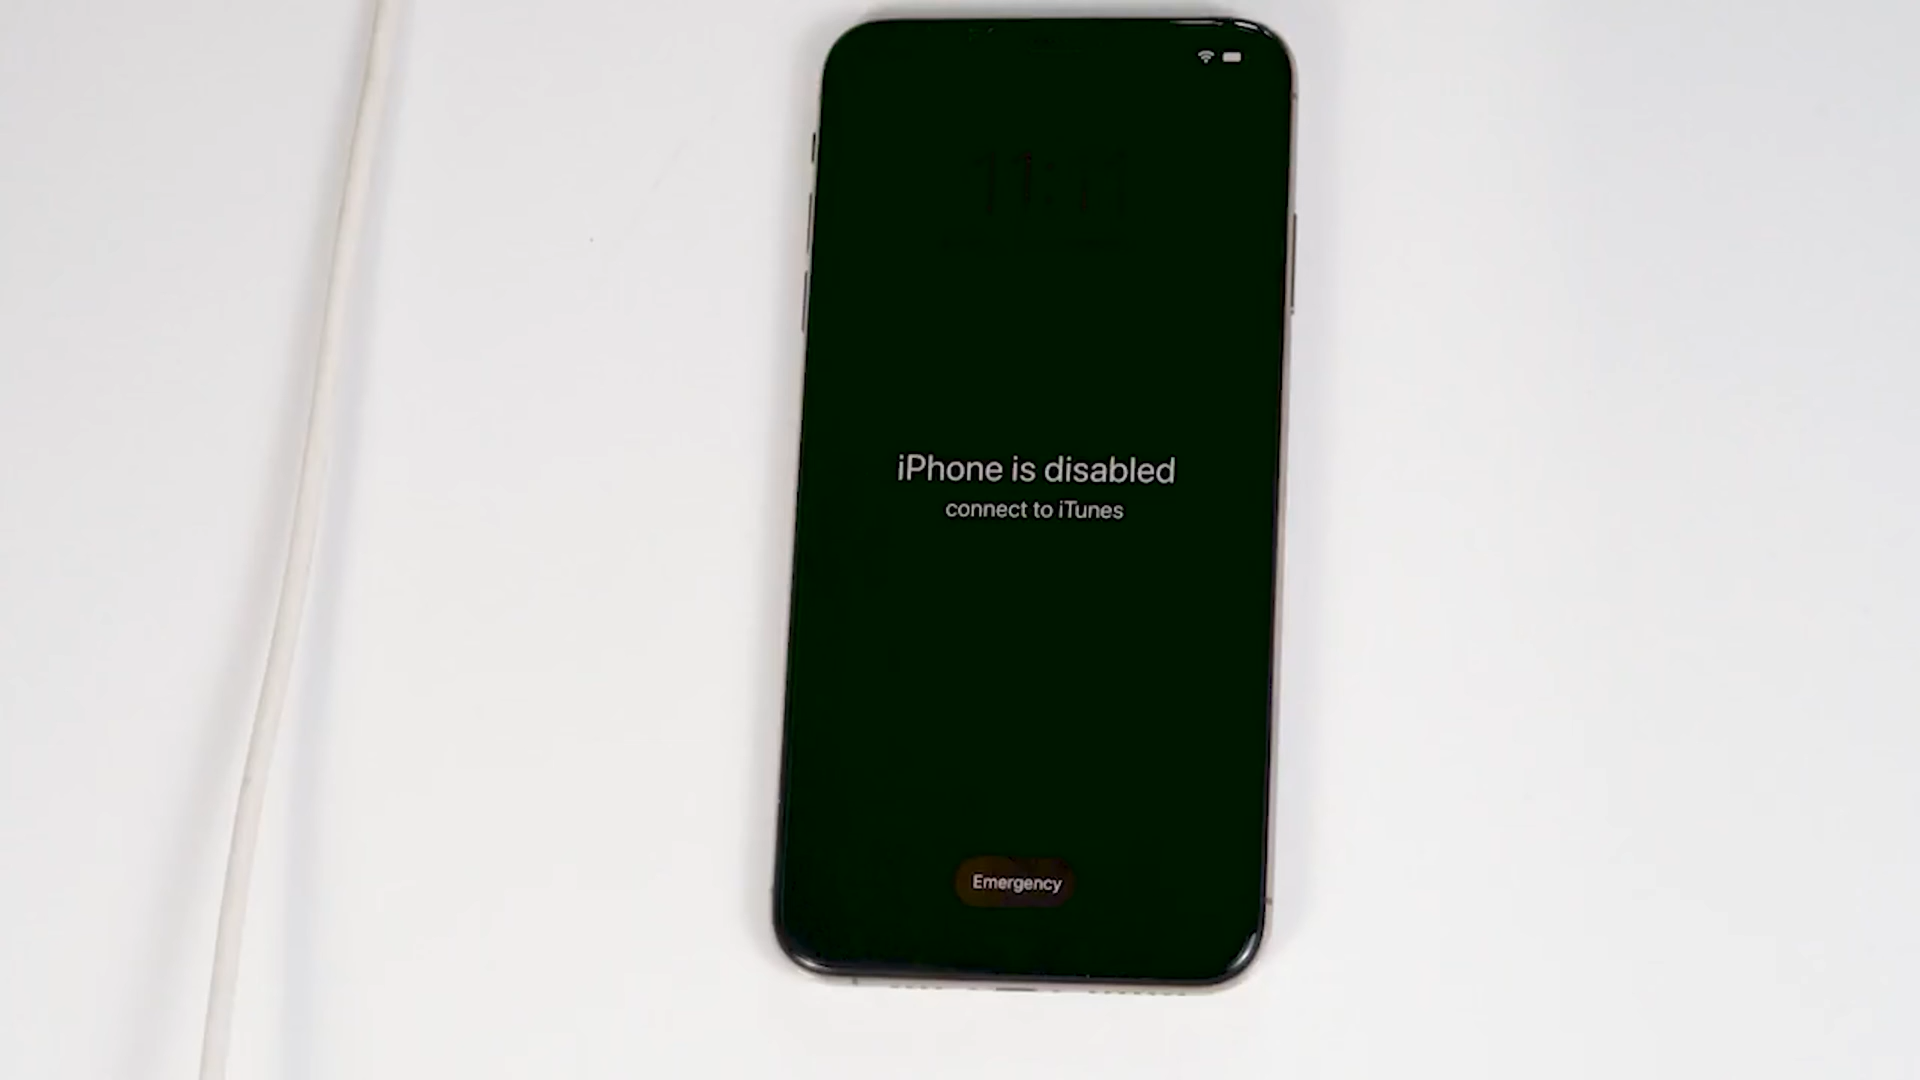 iPhone is disabled
connect to iTunes
Emergency